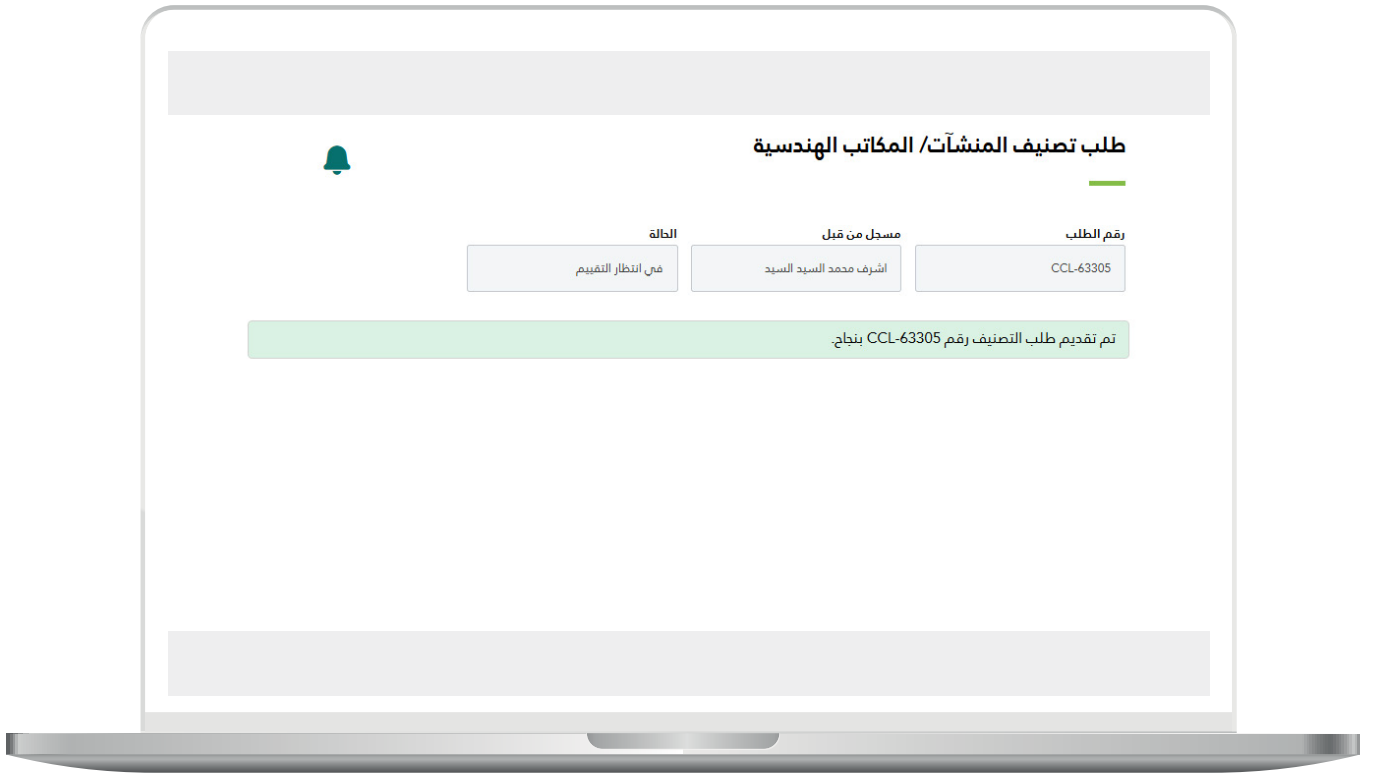 طلب تصنيف المنشآت/ المكاتب الهندسية
رقم الطلب
مسجل من قبل
الحالة
CCL-63305
اشرف محمد السيد السيد
في انتظار التقييم
تم تقديم طلب التصنيف رقم CCL-63305 بنجاح.